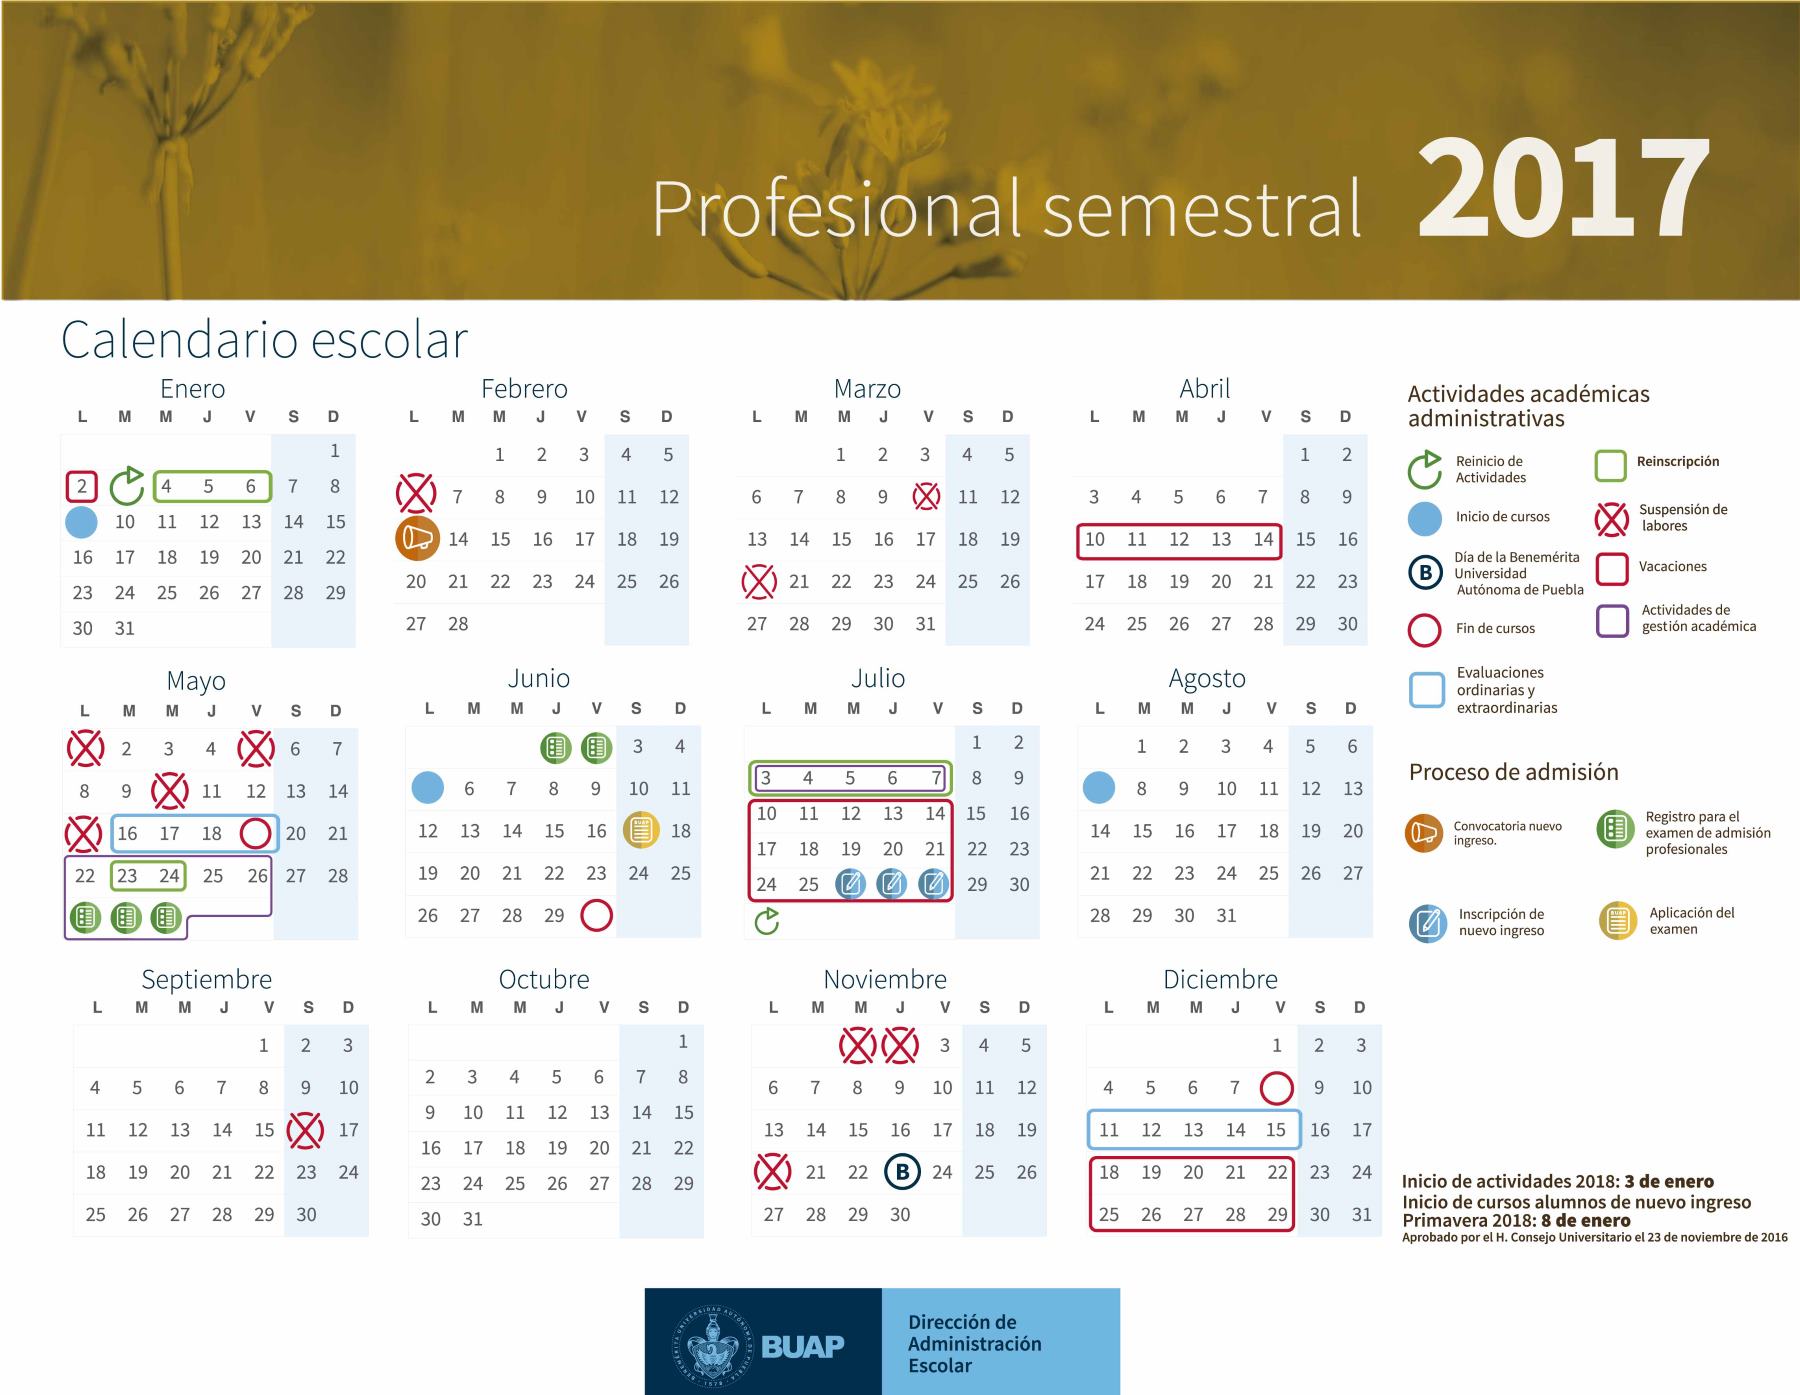 Profesional semestral 2017
Calendario escolar
Enero
L M M J V S D
1
2 4 5 6 7 8
10 11 12 13 14 15
16 17 18 19 20 21 22
23 24 25 26 27 28 29
30 31
Febrero
L M M J V S D
1 2 3 4 5
7 8 9 10 11 12
14 15 16 17 18 19
20 21 22 23 24 25 26
27 28
Marzo
L M M J V S D
1 2 3 4 5
6 7 8 9 11 12
13 14 15 16 17 18 19
21 22 23 24 25 26
27 28 29 30 31
Abril
L M M J V S D
1 2
3 4 5 6 7 8 9
10 11 12 13 14 15 16
17 18 19 20 21 22 23
24 25 26 27 28 29 30
Mayo
L M M J V S D
2 3 4 6 7
8 9 11 12 13 14
16 17 18 20 21
22 23 24 25 26 27 28
Junio
L M M J V S D
3 4
6 7 8 9 10 11
12 13 14 15 16 BUAP 18
19 20 21 22 23 24 25
26 27 28 29
Julio
L M M J V S D
1 2
3 4 5 6 7 8 9
10 11 12 13 14 15 16
17 18 19 20 21 22 23
24 25 29 30
Agosto
L M M J V S D
1 2 3 4 5 6
8 9 10 11 12 13
14 15 16 17 18 19 20
21 22 23 24 25 26 27
28 29 30 31
Septiembre
L M M J V S D
1 2 3
4 5 6 7 8 9 10
11 12 13 14 15 17
18 19 20 21 22 23 24
25 26 27 28 29 30
Octubre
L M M J V S D
1
2 3 4 5 6 7 8
9 10 11 12 13 14 15
16 17 18 19 20 21 22
23 24 25 26 27 28 29
30 31
Noviembre
L M M J V S D
3 4 5
6 7 8 9 10 11 12
13 14 15 16 17 18 19
21 22 B 24 25 26
27 28 29 30
Diciembre
L M M J V S D
1 2 3
4 5 6 7 9 10
11 12 13 14 15 16 17
18 19 20 21 22 23 24
25 26 27 28 29 30 31
Actividades académicas
administrativas
Reinicio de
Actividades
Reinscripción
Inicio de cursos
Suspensión de
labores
B
Día de la Benemérita
Universidad
Autónoma de Puebla
Vacaciones
Fin de cursos
Actividades de
gestión académica
Evaluaciones
ordinarias y
extraordinarias
Proceso de admisión
Convocatoria nuevo
ingreso.
Registro para el
examen de admisión
profesionales
Inscripción de
nuevo ingreso
BUAP
Aplicación del
examen
Inicio de actividades 2018: 3 de enero
Inicio de cursos alumnos de nuevo ingreso
Primavera 2018: 8 de enero
Aprobado por el H. Consejo Universitario el 23 de noviembre de 2016
BENEMÉRITA UNIVERSIDAD AUTÓNOMA DE PUEBLA
1578
BUAP
Dirección de
Administración
Escolar